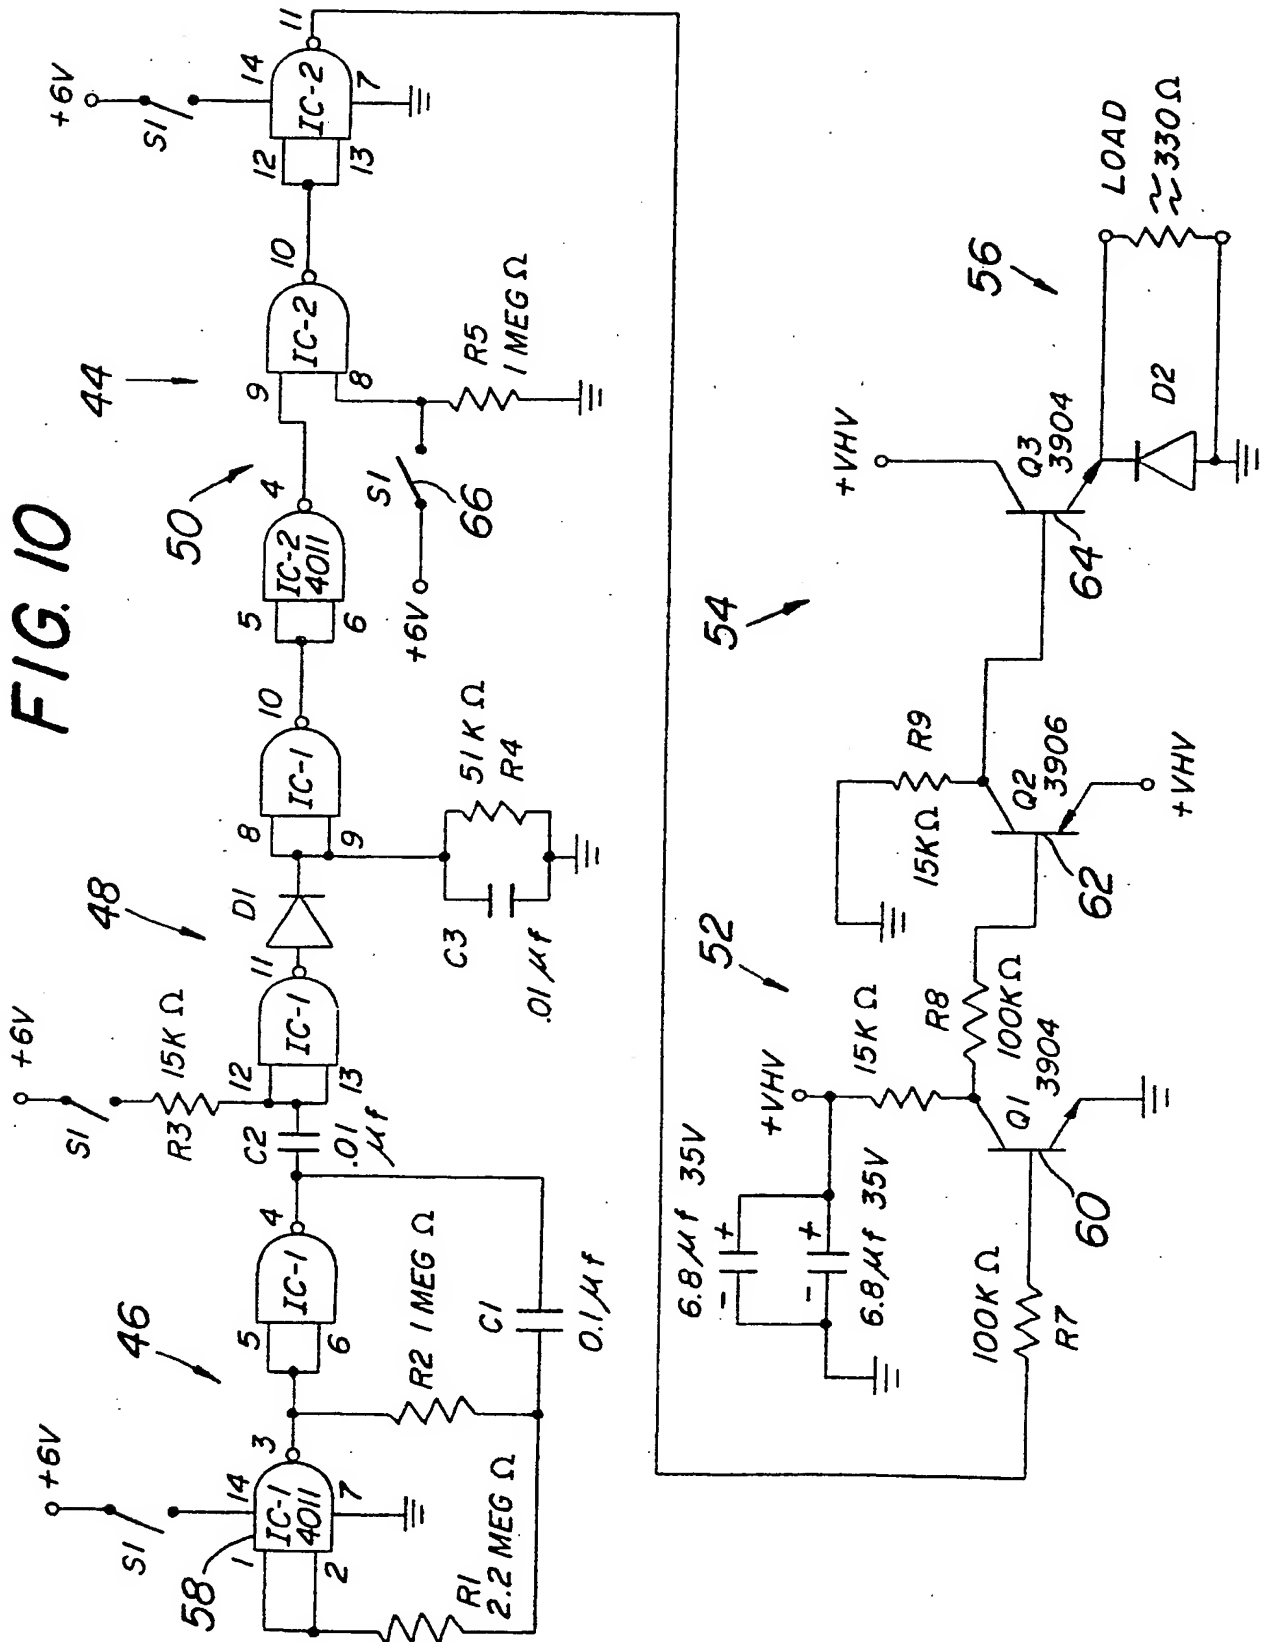 FIG. 10
+6V
S1
58
IC-1
4011
1
2
14
7
3
46
R1
2.2 MEG Ω
R2 1 MEG Ω
5
6
IC-1
4
C1
0.1 μf
C2
.01
μf
+6V
S1
R3
15K Ω
48
12
13
IC-1
11
D1
8
9
IC-1
10
C3
.01 μf
51K Ω
R4
50
5
6
IC-2
4011
4
44
9
8
IC-2
10
+6V
S1
66
R5
1 MEG Ω
+6V
S1
12
13
14
7
IC-2
11
100K Ω
R7
6.8 μf 35V
+
-
+
-
6.8 μf 35V
52
+VHV
15K Ω
60
Q1
3904
R8
100K Ω
15K Ω
R9
62
Q2
3906
+VHV
54
+VHV
64
Q3
3904
D2
56
LOAD
≈330 Ω